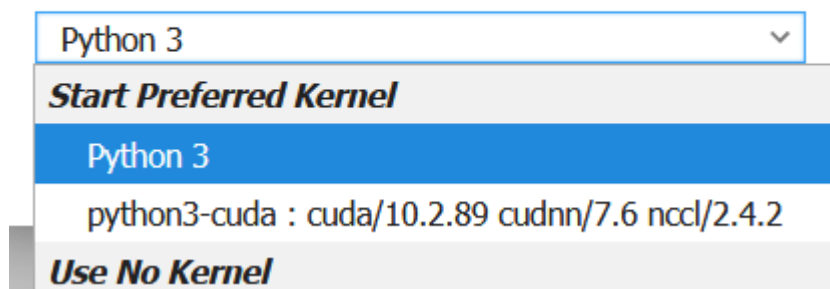 Python 3
Start Preferred Kernel
Python 3
python3-cuda : cuda/10.2.89 cudnn/7.6 nccl/2.4.2
Use No Kernel